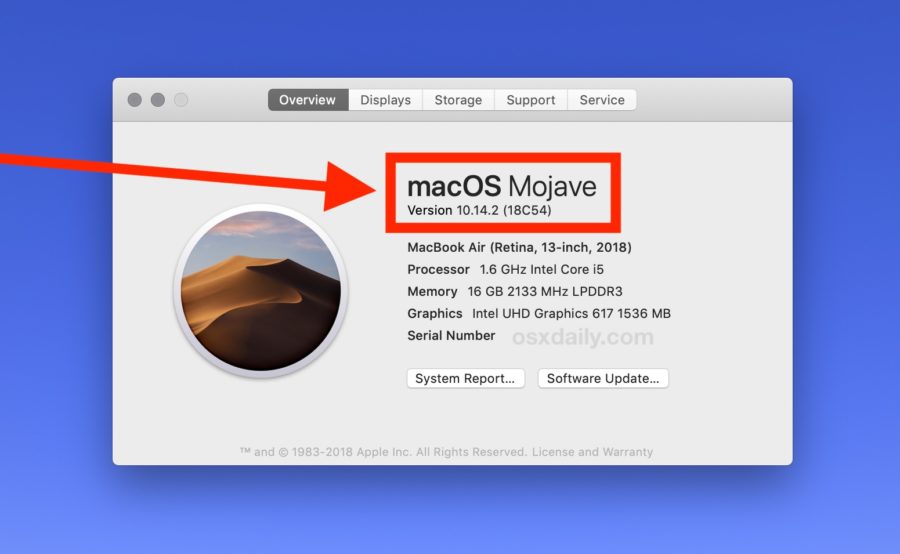 Overview Displays Storage Support Service
macOS Mojave
Version 10.14.2 (18C54)
MacBook Air (Retina, 13-inch, 2018)
Processor 1.6 GHz Intel Core i5
Memory 16 GB 2133 MHz LPDDR3
Graphics Intel UHD Graphics 617 1536 MB
Serial Number osxdaily.com
System Report... Software Update...
™ and © 1983-2018 Apple Inc. All Rights Reserved. License and Warranty